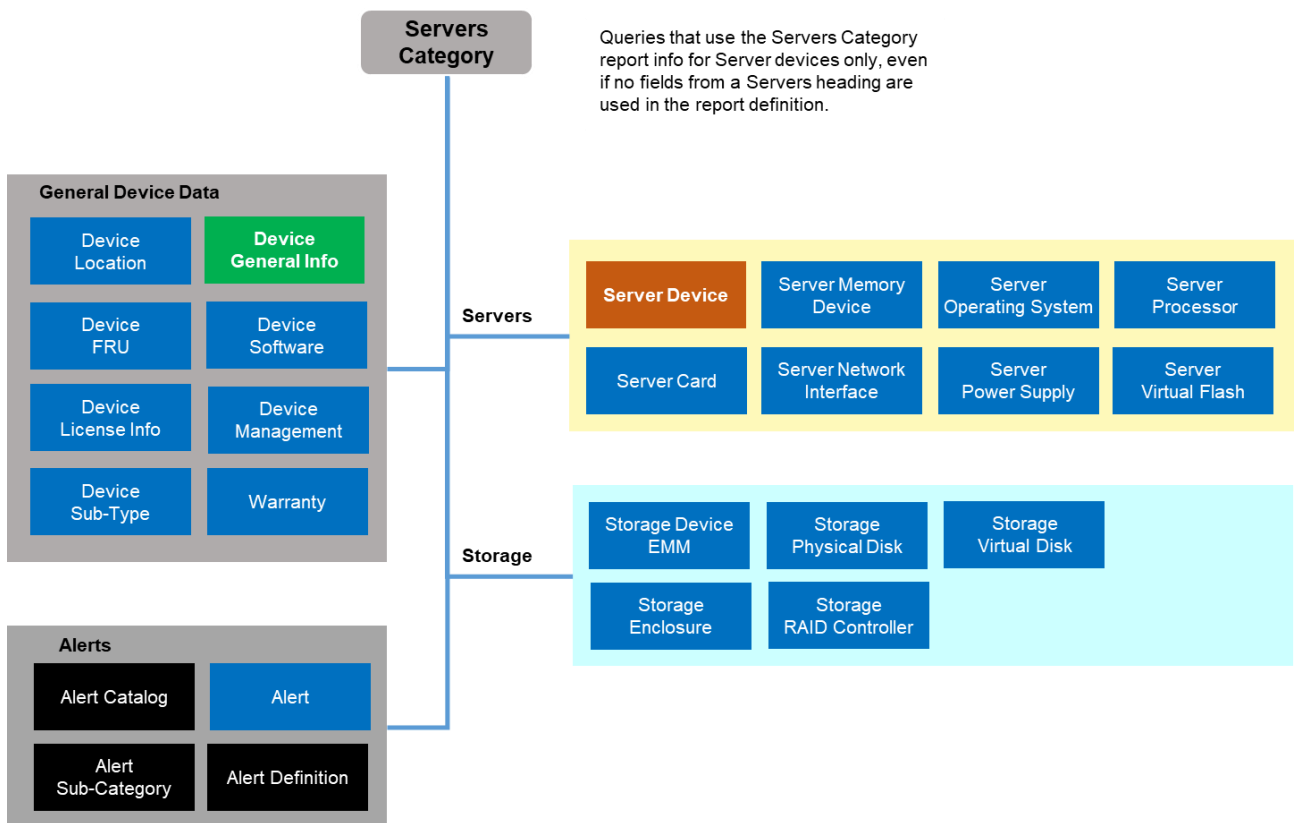 Servers
Category
Queries that use the Servers Category
report info for Server devices only, even
if no fields from a Servers heading are
used in the report definition.
General Device Data
Device
Location
Device
General Info
Device
FRU
Device
Software
Device
License Info
Device
Management
Device
Sub-Type
Warranty
Servers
Server Device
Server Memory
Device
Server
Operating System
Server
Processor
Server Card
Server Network
Interface
Server
Power Supply
Server
Virtual Flash
Storage
Storage Device
EMM
Storage
Physical Disk
Storage
Virtual Disk
Storage
Enclosure
Storage
RAID Controller
Alerts
Alert Catalog
Alert
Alert
Sub-Category
Alert Definition